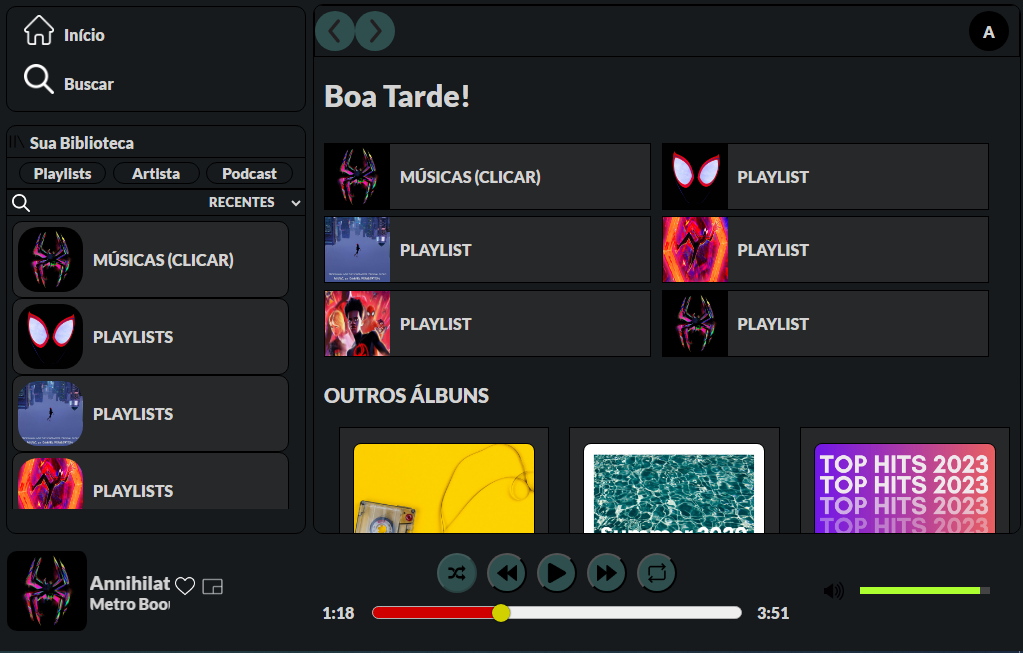 Início
Buscar
Sua Biblioteca
Playlists Artista Podcast
RECENTES
MÚSICAS (CLICAR)
PLAYLISTS
PLAYLISTS
PLAYLISTS
A
Boa Tarde!
MÚSICAS (CLICAR) PLAYLIST
PLAYLIST PLAYLIST
PLAYLIST PLAYLIST
OUTROS ÁLBUNS
Summer 2020
TOP HITS 2023
TOP HITS 2023
TOP HITS 2023
TOP HITS 2023
Annihilat
Metro Boo
1:18 3:51